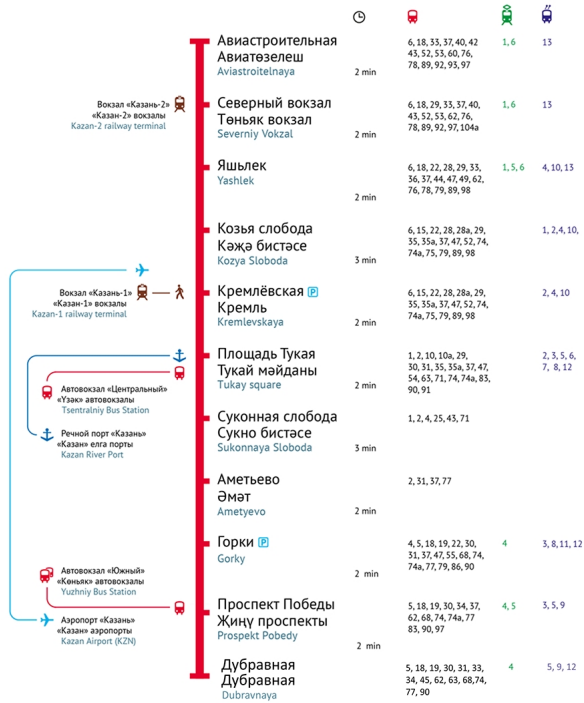 Авиастроительная
Авиатөзелеш
Aviastroitelnaya
2 min
6, 18, 33, 37, 40, 42
43, 52, 53, 60, 76,
78, 89, 92, 93, 97
1, 6
13
Вокзал «Казань-2»
«Казан-2» вокзалы
Kazan-2 railway terminal
Северный вокзал
Төньяк вокзал
Severniy Vokzal
2 min
6, 18, 29, 33, 37, 40,
43, 52, 53, 62, 76,
78, 89, 92, 97, 104а
1, 6
13
Яшьлек
Yashlek
2 min
6, 18, 22, 28, 29, 33,
36, 37, 44, 47, 49, 62,
76, 78, 79, 89, 98
1, 5, 6
4, 10, 13
Козья слобода
Кәҗә бистәсе
Kozya Sloboda
3 min
6, 15, 22, 28, 28а, 29,
35, 35а, 37, 47, 52, 74,
74а, 75, 79, 89, 98
1, 2,4, 10,
Вокзал «Казань-1»
«Казан-1» вокзалы
Kazan-1 railway terminal
Кремлёвская P
Кремль
Kremlevskaya
2 min
6, 15, 22, 28, 28а, 29,
35, 35а, 37, 47, 52, 74,
74а, 75, 79, 89, 98
2, 4, 10
Площадь Тукая
Тукай мәйданы
Tukay square
2 min
1, 2, 10, 10а, 29,
30, 31, 35, 35а, 37, 47,
54, 63, 71, 74, 74а, 83,
90, 91
2, 3, 5, 6,
7, 8, 12
Автовокзал «Центральный»
«Үзәк» автовокзалы
Tsentralniy Bus Station
Суконная слобода
Сукно бистәсе
Sukonnaya Sloboda
3 min
1, 2, 4, 25, 43, 71
Речной порт «Казань»
«Казан» елга порты
Kazan River Port
Аметьево
Әмәт
Ametyevo
2 min
2, 31, 37, 77
Горки P
Gorky
2 min
4, 5, 18, 19, 22, 30,
31, 37, 47, 55, 68, 74,
74а, 77, 79, 86, 90
4
3, 8, 11, 12
Автовокзал «Южный»
«Көньяк» автовокзалы
Yuzhniy Bus Station
Проспект Победы
Җиңү проспекты
Prospekt Pobedy
2 min
5, 18, 19, 30, 34, 37,
62, 68, 74, 74а, 77
83, 90, 97
4, 5
3, 5, 9
Аэропорт «Казань»
«Казан» аэропорты
Kazan Airport (KZN)
Дубравная
Дубравная
Dubravnaya
5, 18, 19, 30, 31, 33,
34, 45, 62, 63, 68,74,
77, 90
4
5, 9, 12